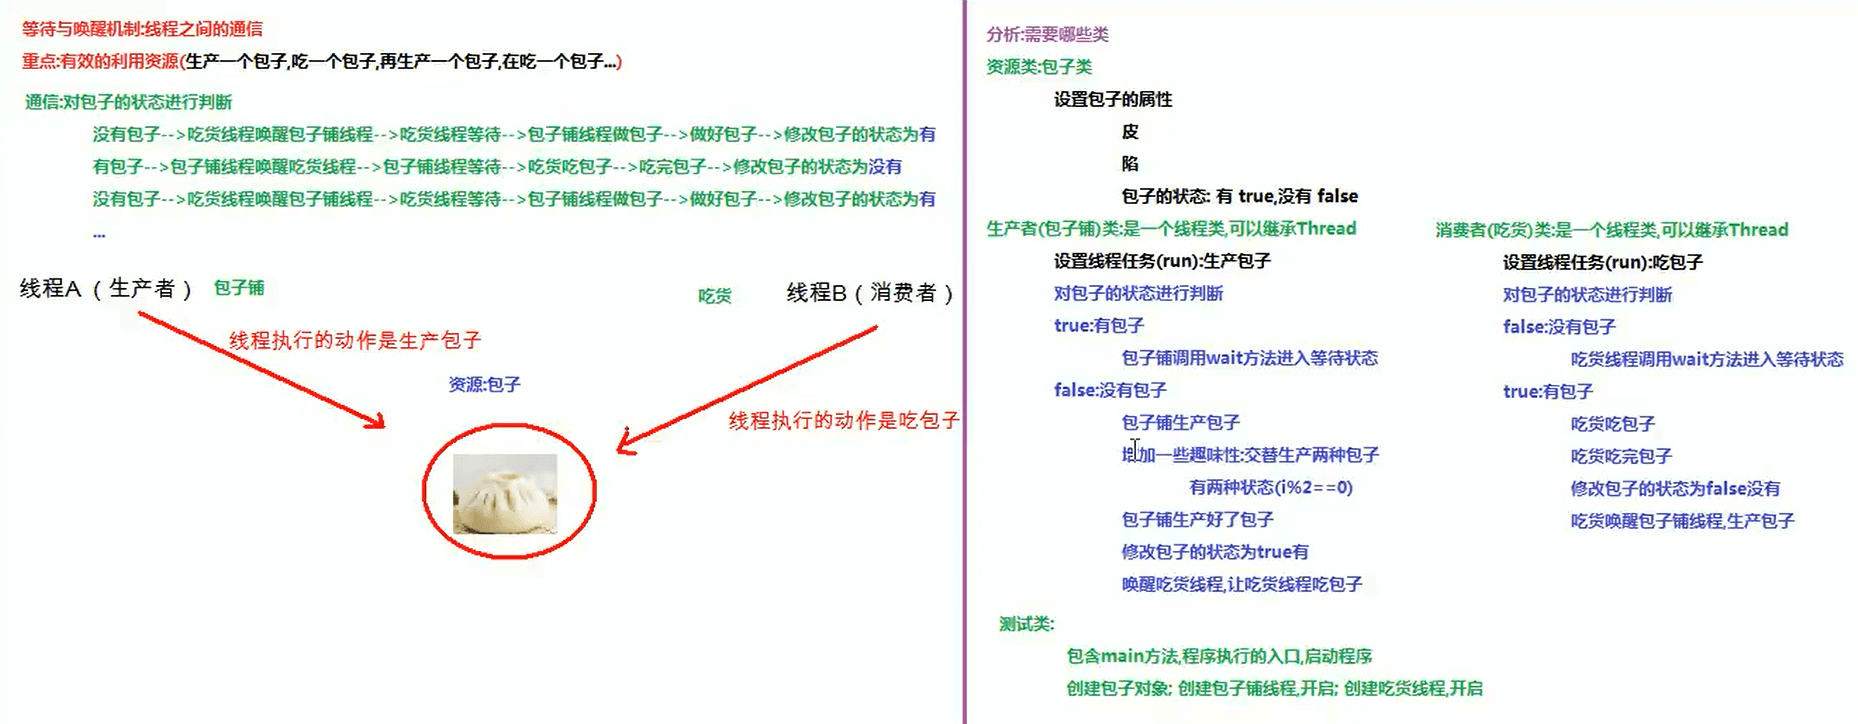 等待与唤醒机制:线程之间的通信
重点:有效的利用资源(生产一个包子,吃一个包子,再生产一个包子,在吃一个包子...)
通信:对包子的状态进行判断
没有包子-->吃货线程唤醒包子铺线程-->吃货线程等待-->包子铺线程做包子-->做好包子-->修改包子的状态为有
有包子-->包子铺线程唤醒吃货线程-->包子铺线程等待-->吃货吃包子-->吃完包子-->修改包子的状态为没有
没有包子-->吃货线程唤醒包子铺线程-->吃货线程等待-->包子铺线程做包子-->做好包子-->修改包子的状态为有
...
线程A（生产者） 包子铺
吃货 线程B（消费者）
线程执行的动作是生产包子
资源:包子
线程执行的动作是吃包子
分析:需要哪些类
资源类:包子类
设置包子的属性
皮
陷
包子的状态: 有 true,没有 false
生产者(包子铺)类:是一个线程类,可以继承Thread
设置线程任务(run):生产包子
对包子的状态进行判断
true:有包子
包子铺调用wait方法进入等待状态
false:没有包子
包子铺生产包子
增加一些趣味性:交替生产两种包子
有两种状态(i%2==0)
包子铺生产好了包子
修改包子的状态为true有
唤醒吃货线程,让吃货线程吃包子
消费者(吃货)类:是一个线程类,可以继承Thread
设置线程任务(run):吃包子
对包子的状态进行判断
false:没有包子
吃货线程调用wait方法进入等待状态
true:有包子
吃货吃包子
吃货吃完包子
修改包子的状态为false没有
吃货唤醒包子铺线程,生产包子
测试类:
包含main方法,程序执行的入口,启动程序
创建包子对象; 创建包子铺线程,开启; 创建吃货线程,开启